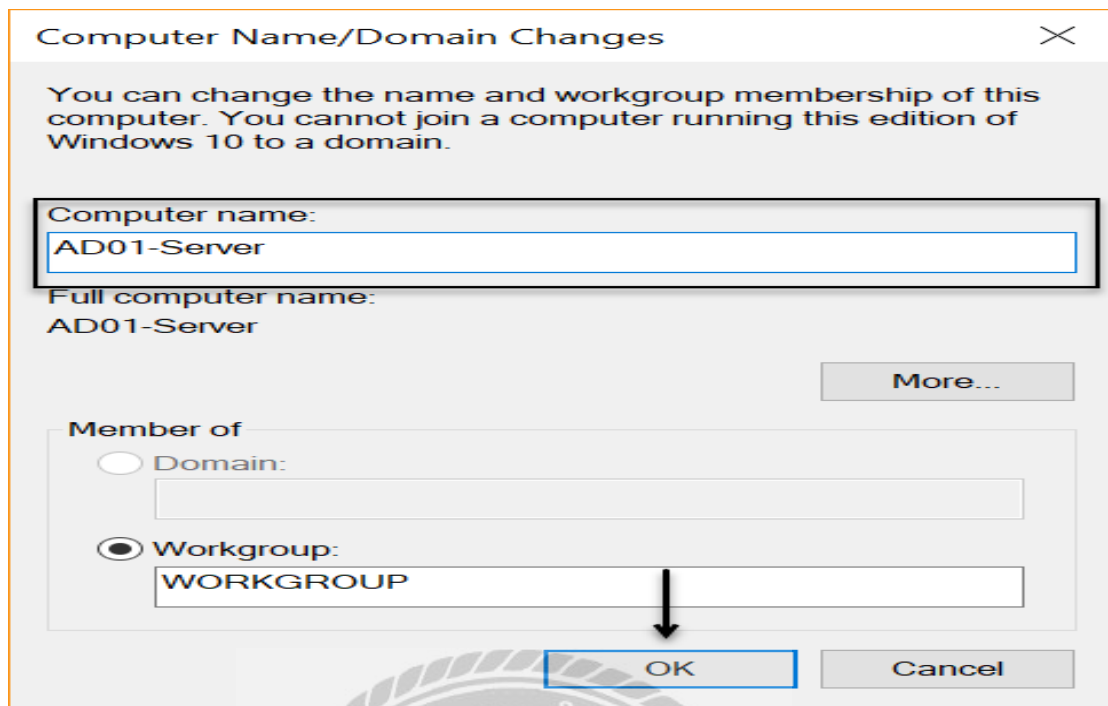 Computer Name/Domain Changes
You can change the name and workgroup membership of this
computer. You cannot join a computer running this edition of
Windows 10 to a domain.
Computer name:
AD01-Server
Full computer name:
AD01-Server
More...
Member of
Domain:
Workgroup:
WORKGROUP
OK
Cancel